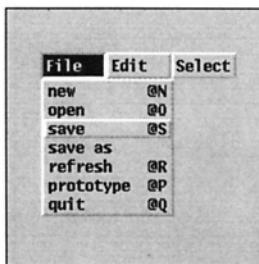 File Edit Select
new @N
open @O
save @S
save as
refresh @R
prototype @P
quit @Q